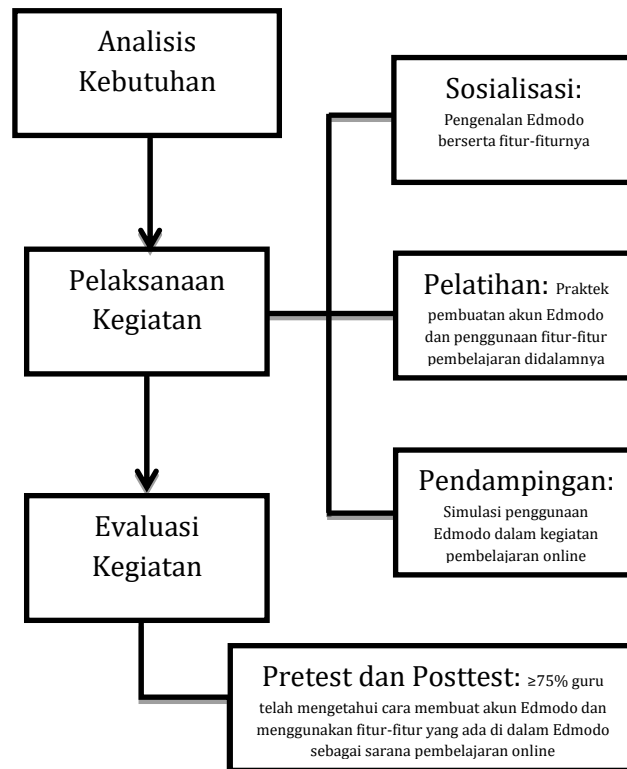 Analisis
Kebutuhan
Sosialisasi:
Pengenalan Edmodo
berserta fitur-fiturnya
Pelaksanaan
Kegiatan
Pelatihan: Praktek
pembuatan akun Edmodo
dan penggunaan fitur-fitur
pembelajaran didalamnya
Pendampingan:
Simulasi penggunaan
Edmodo dalam kegiatan
pembelajaran online
Evaluasi
Kegiatan
Pretest dan Posttest: ≥75% guru
telah mengetahui cara membuat akun Edmodo dan
menggunakan fitur-fitur yang ada di dalam Edmodo
sebagai sarana pembelajaran online